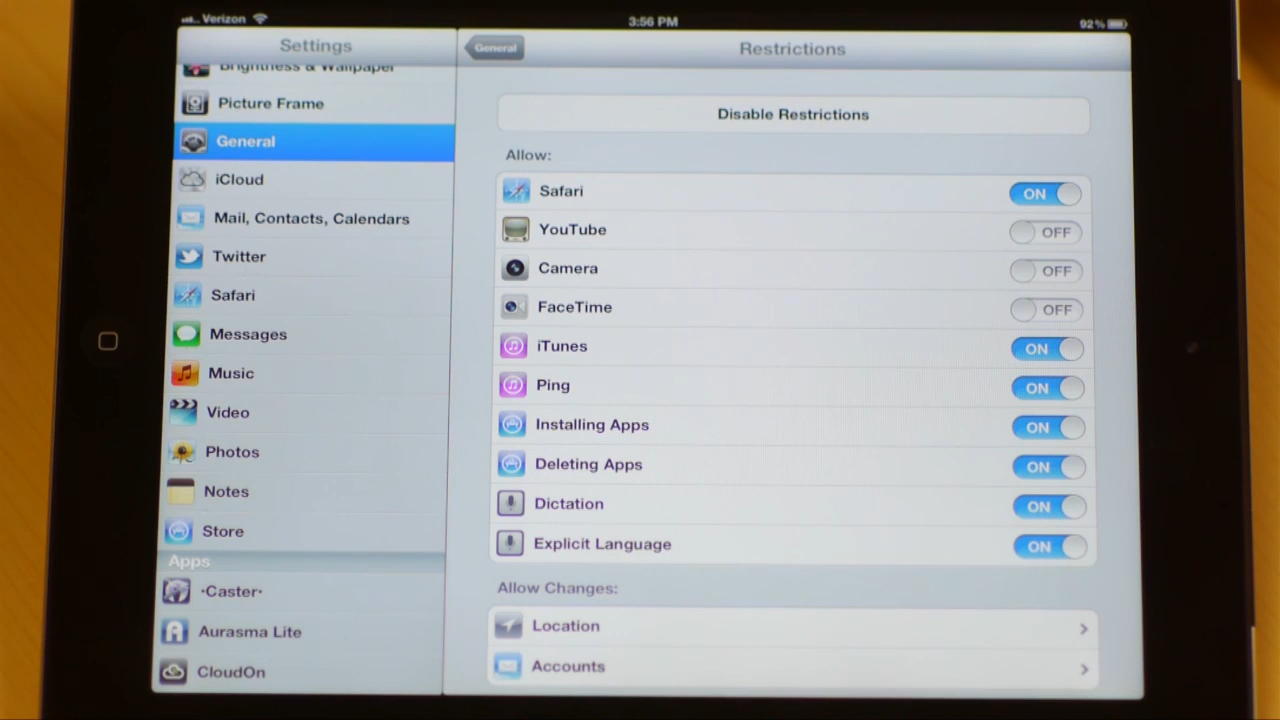 Verizon
3:56 PM
92%
Settings
Brightness & Wallpaper
Picture Frame
General
iCloud
Mail, Contacts, Calendars
Twitter
Safari
Messages
Music
Video
Photos
Notes
Store
Apps
·Caster·
Aurasma Lite
CloudOn
General
Restrictions
Disable Restrictions
Allow:
Safari ON
YouTube OFF
Camera OFF
FaceTime OFF
iTunes ON
Ping ON
Installing Apps ON
Deleting Apps ON
Dictation ON
Explicit Language ON
Allow Changes:
Location
Accounts